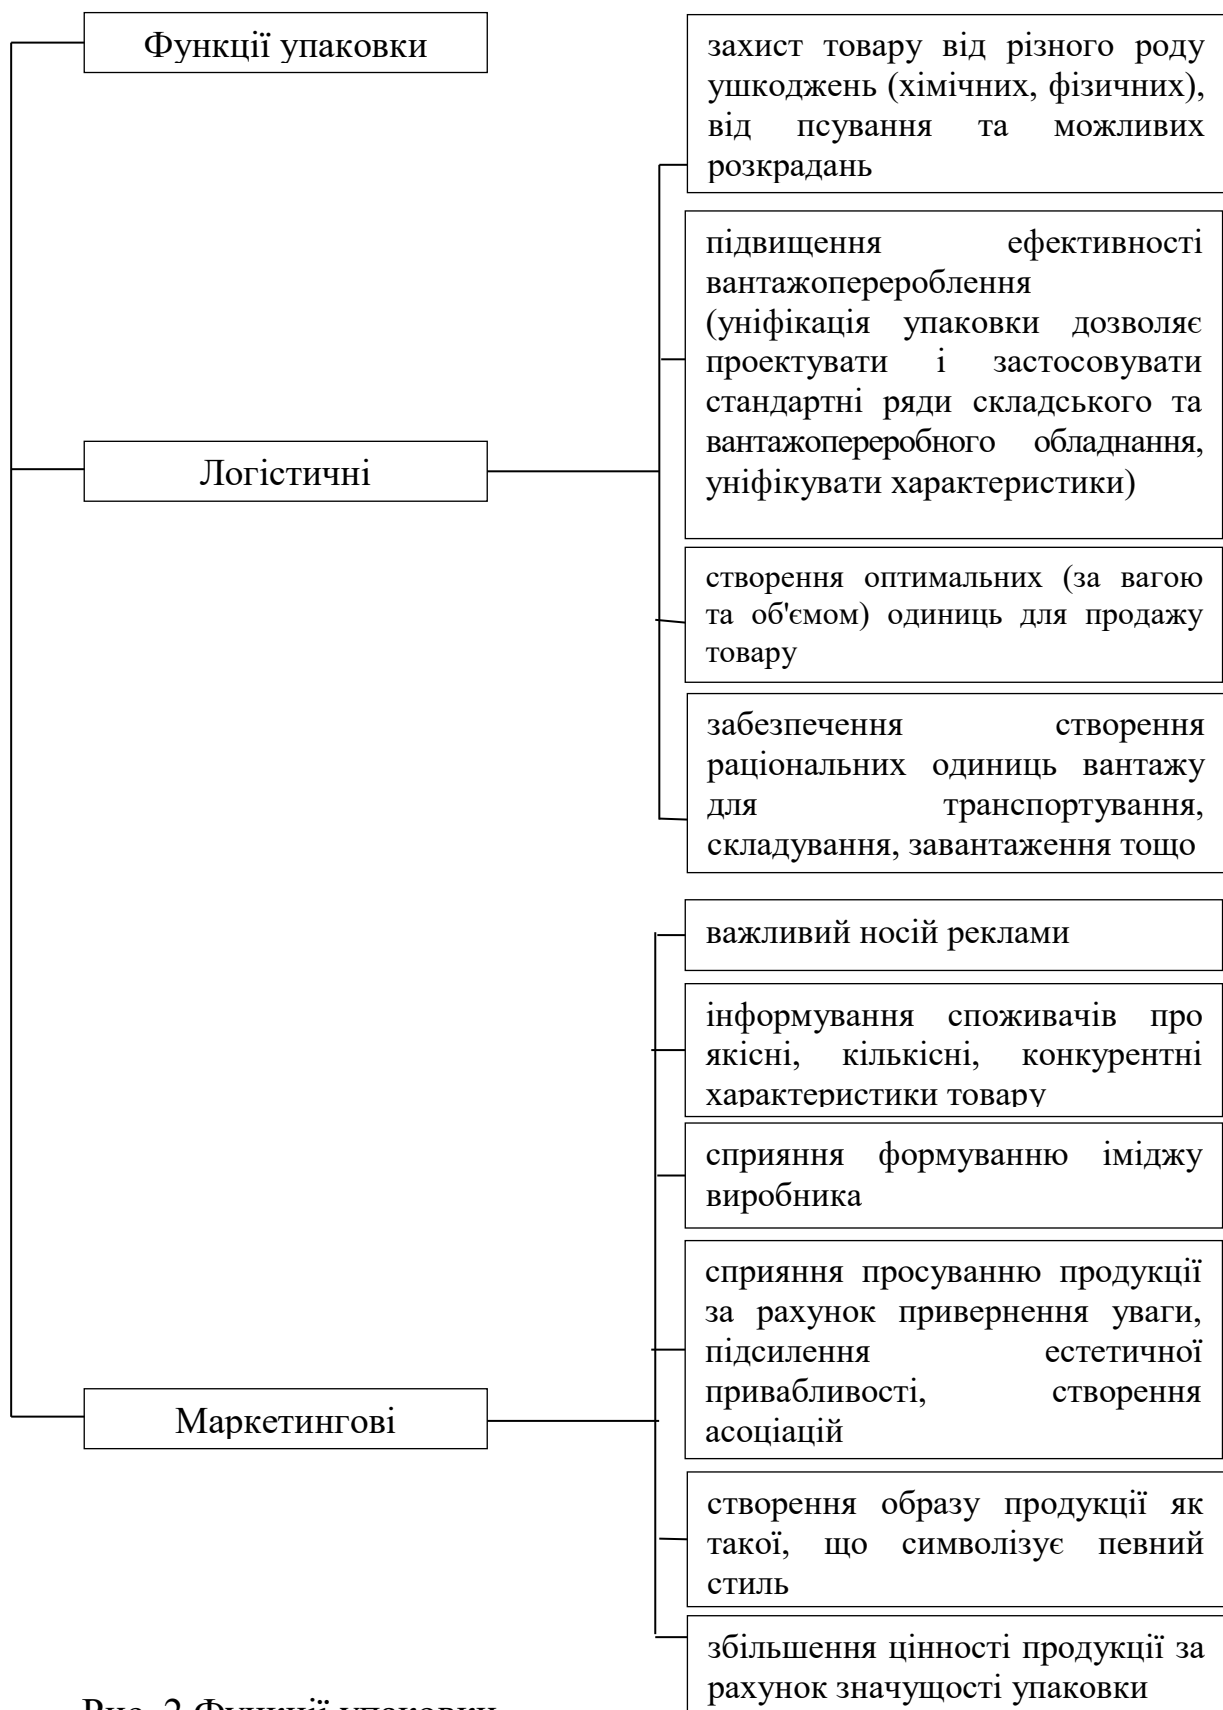 Функції упаковки
захист товару від різного роду
ушкоджень (хімічних, фізичних),
від псування та можливих
розкрадань
підвищення ефективності
вантажопереробллення
(уніфікація упаковки дозволяє
проектувати і застосовувати
стандартні ряди складського та
вантажопереробного обладнання,
уніфікувати характеристики)
Логістичні
створення оптимальних (за вагою
та об'ємом) одиниць для продажу
товару
забезпечення створення
раціональних одиниць вантажу
для транспортування,
складування, завантаження тощо
важливий носій реклами
інформування споживачів про
якісні, кількісні, конкурентні
характеристики товару
сприяння формуванню іміджу
виробника
сприяння просуванню продукції
за рахунок привернення уваги,
підсилення естетичної
привабливості, створення
асоціацій
Маркетингові
створення образу продукції як
такої, що символізує певний
стиль
збільшення цінності продукції за
рахунок значущості упаковки
Рис. 2 Функції упаковки